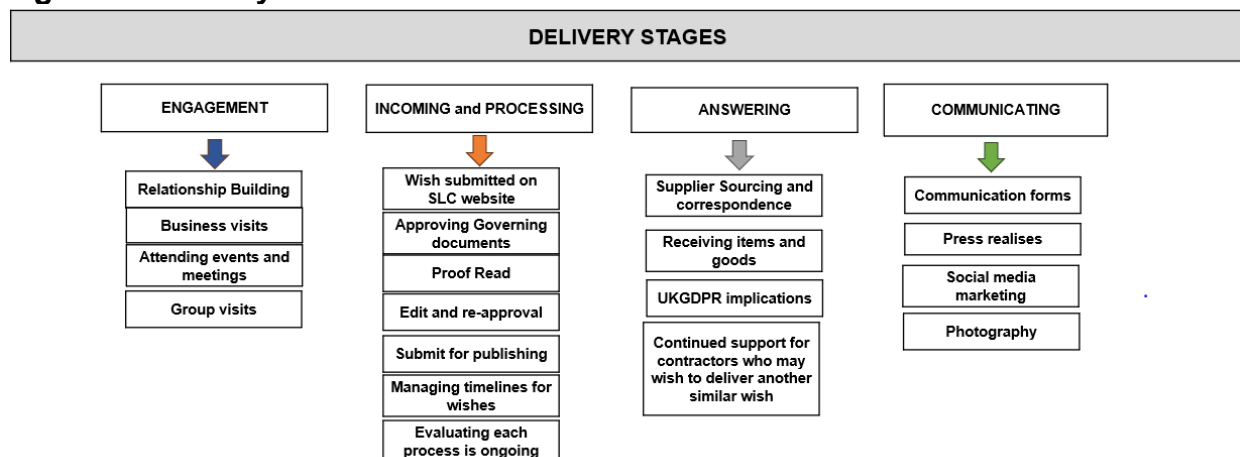 DELIVERY STAGES
ENGAGEMENT
Relationship Building
Business visits
Attending events and
meetings
Group visits
INCOMING and PROCESSING
Wish submitted on
SLC website
Approving Governing
documents
Proof Read
Edit and re-approval
Submit for publishing
Managing timelines for
wishes
Evaluating each
process is ongoing
ANSWERING
Supplier Sourcing and
correspondence
Receiving items and
goods
UKGDPR implications
Continued support for
contractors who may
wish to deliver another
similar wish
COMMUNICATING
Communication forms
Press realises
Social media
marketing
Photography